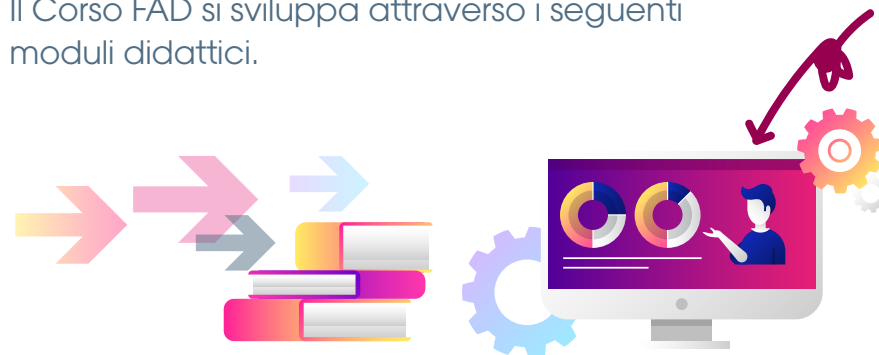 Il Corso FAD si sviluppa attraverso i seguenti
moduli didattici.